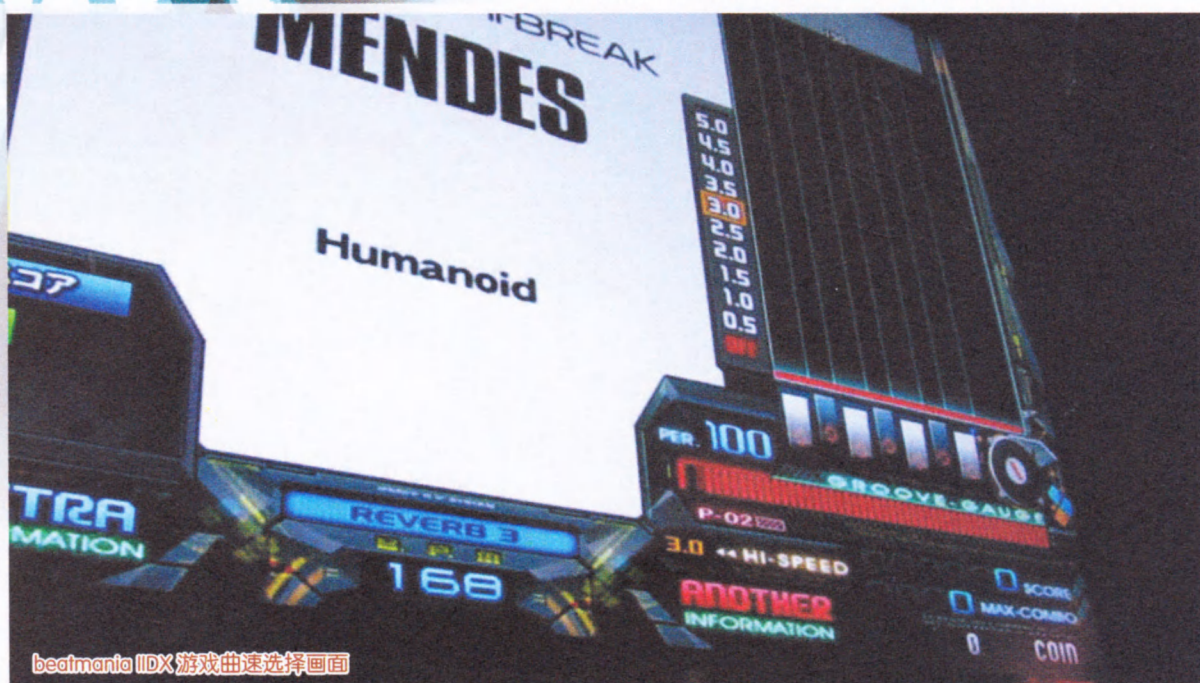 BREAK
MENDES
Humanoid
5.0
4.5
4.0
3.5
3.0
2.5
2.0
1.5
1.0
0.5
OFF
コア
TRA
MATION
REVERB 3
B. P. M
168
PER. 100
GROOVE-GAUGE
P-02
3.0 ◂◂ HI-SPEED
ANOTHER
INFORMATION
0 SCORE
0 MAX-COMBO
0 COIN
beatmania IIDX 游戏曲速选择画面